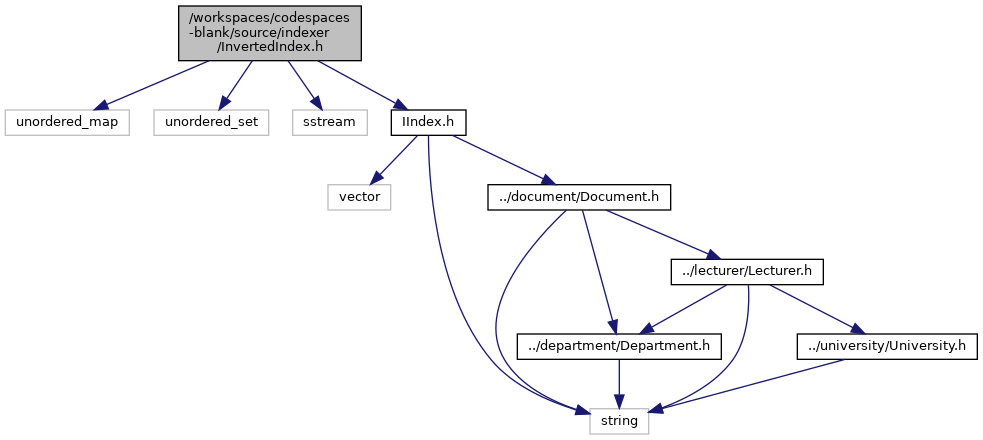 /workspaces/codespaces
-blank/source/indexer
/InvertedIndex.h
unordered_map
unordered_set
sstream
IIndex.h
vector
../document/Document.h
../lecturer/Lecturer.h
../department/Department.h
../university/University.h
string